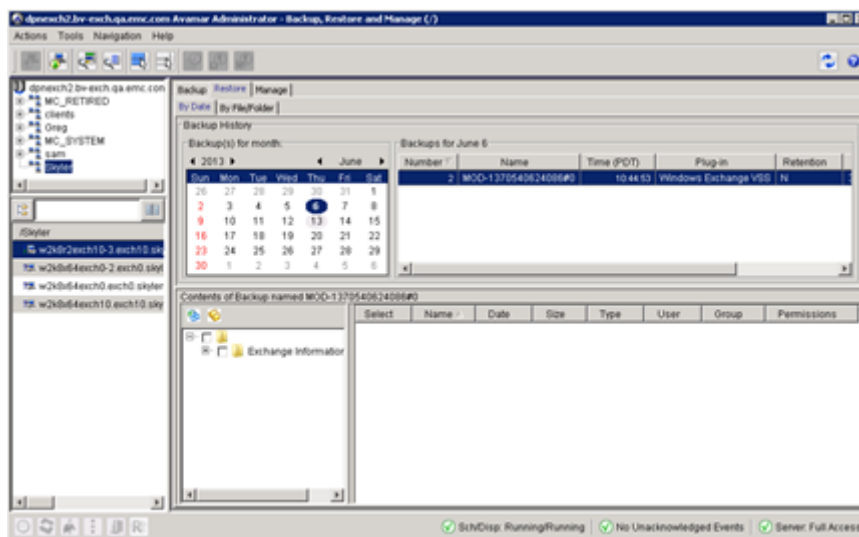 dpnexch2.bv-exch.qa.emc.com Avamar Administrator - Backup, Restore and Manage (/)
Actions Tools Navigation Help
dpnexch2.bv-exch.qa.emc.com
MC_RETIRED
clients
Greg
MC_SYSTEM
sam
Skyler
/Skyler
w2k8r2exch10-3.exch10.sky
w2k8x64exch0-2.exch0.skyl
w2k8x64exch0.exch0.skyler
w2k8x64exch10.exch10.sky
Backup Restore Manage
By Date By File/Folder
Backup History
Backup(s) for month:
2013 June
Sun Mon Tue Wed Thu Fri Sat
26 27 28 29 30 31 1
2 3 4 5 6 7 8
9 10 11 12 13 14 15
16 17 18 19 20 21 22
23 24 25 26 27 28 29
30 1 2 3 4 5 6
Backups for June 6
Number Name Time (PDT) Plug-in Retention
2 MOD-1370540624086#0 10:44:53 Windows Exchange VSS N
Contents of Backup named MOD-1370540624086#0
Exchange Information
Select Name Date Size Type User Group Permissions
Sch/Disp: Running/Running No Unacknowledged Events Server: Full Access